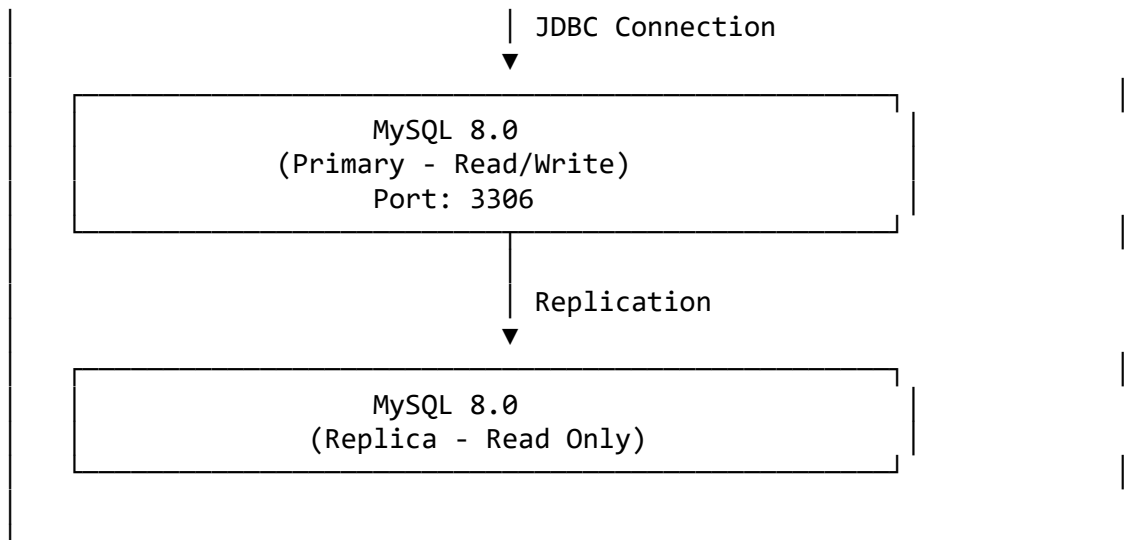 JDBC Connection
MySQL 8.0
(Primary - Read/Write)
Port: 3306
Replication
MySQL 8.0
(Replica - Read Only)